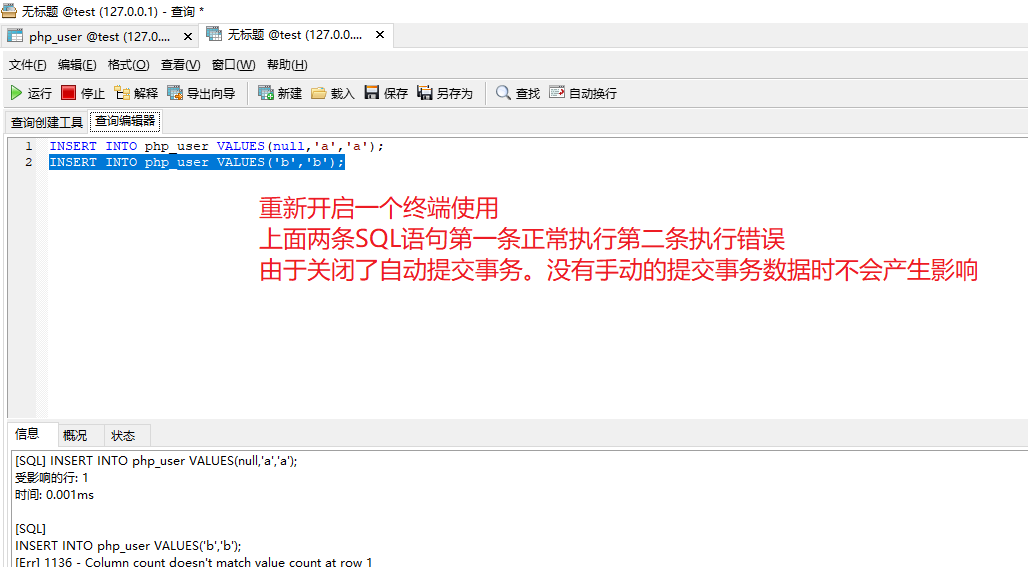 无标题 @test (127.0.0.1) - 查询 *
php_user @test (127.0.... × 无标题 @test (127.0.0.... ×
文件(F) 编辑(E) 格式(O) 查看(V) 窗口(W) 帮助(H)
运行 停止 解释 导出向导 新建 载入 保存 另存为 查找 自动换行
查询创建工具 查询编辑器
1 INSERT INTO php_user VALUES(null,'a','a');
2 INSERT INTO php_user VALUES('b','b');
重新开启一个终端使用
上面两条SQL语句第一条正常执行第二条执行错误
由于关闭了自动提交事务。没有手动的提交事务数据时不会产生影响
信息 概况 状态
[SQL] INSERT INTO php_user VALUES(null,'a','a');
受影响的行: 1
时间: 0.001ms
[SQL]
INSERT INTO php_user VALUES('b','b');
[Err] 1136 - Column count doesn't match value count at row 1